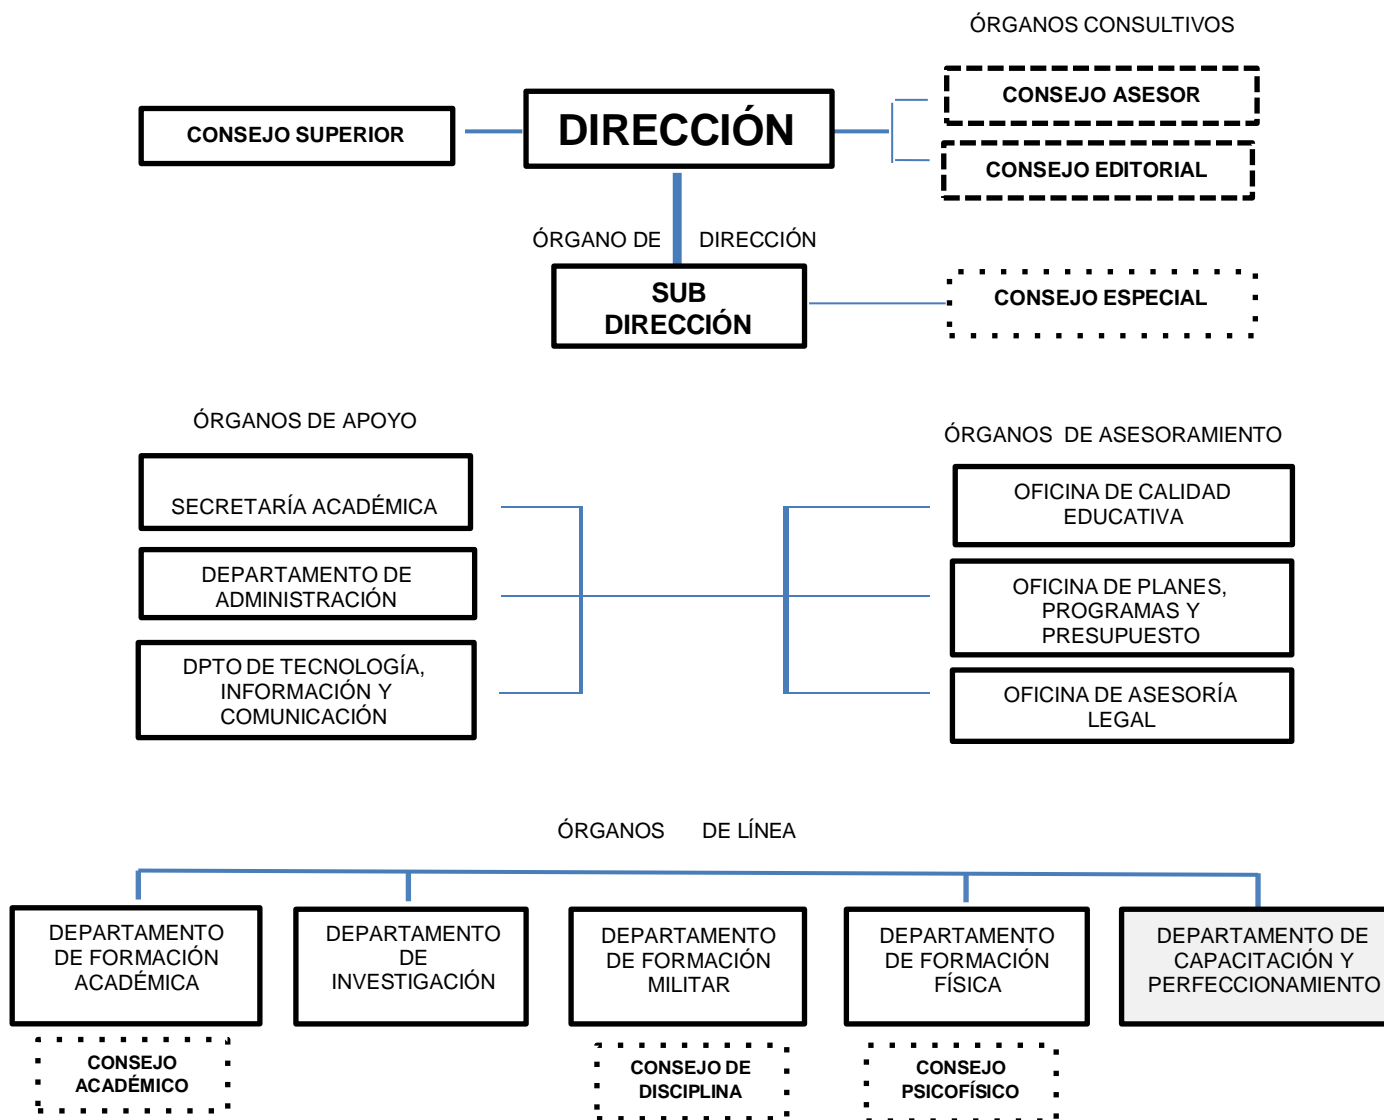 ÓRGANOS CONSULTIVOS
CONSEJO ASESOR
CONSEJO SUPERIOR
DIRECCIÓN
CONSEJO EDITORIAL
ÓRGANO DE DIRECCIÓN
SUB
DIRECCIÓN
CONSEJO ESPECIAL
ÓRGANOS DE APOYO
SECRETARÍA ACADÉMICA
DEPARTAMENTO DE
ADMINISTRACIÓN
DPTO DE TECNOLOGÍA,
INFORMACIÓN Y
COMUNICACIÓN
ÓRGANOS DE ASESORAMIENTO
OFICINA DE CALIDAD
EDUCATIVA
OFICINA DE PLANES,
PROGRAMAS Y
PRESUPUESTO
OFICINA DE ASESORÍA
LEGAL
ÓRGANOS DE LÍNEA
DEPARTAMENTO
DE FORMACIÓN
ACADÉMICA
DEPARTAMENTO
DE
INVESTIGACIÓN
DEPARTAMENTO
DE FORMACIÓN
MILITAR
DEPARTAMENTO
DE FORMACIÓN
FÍSICA
DEPARTAMENTO DE
CAPACITACIÓN Y
PERFECCIONAMIENTO
CONSEJO
ACADÉMICO
CONSEJO DE
DISCIPLINA
CONSEJO
PSICOFÍSICO